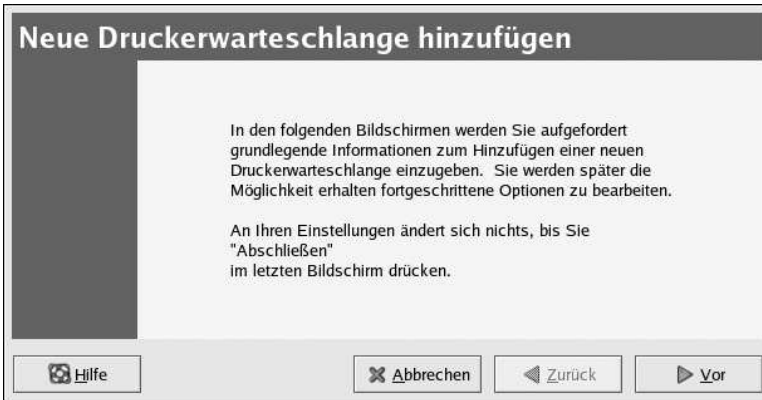 Neue Druckerwarteschlange hinzufügen
In den folgenden Bildschirmen werden Sie aufgefordert
grundlegende Informationen zum Hinzufügen einer neuen
Druckerwarteschlange einzugeben.  Sie werden später die
Möglichkeit erhalten fortgeschrittene Optionen zu bearbeiten.
An Ihren Einstellungen ändert sich nichts, bis Sie
"Abschließen"
im letzten Bildschirm drücken.
Hilfe
Abbrechen
Zurück
Vor